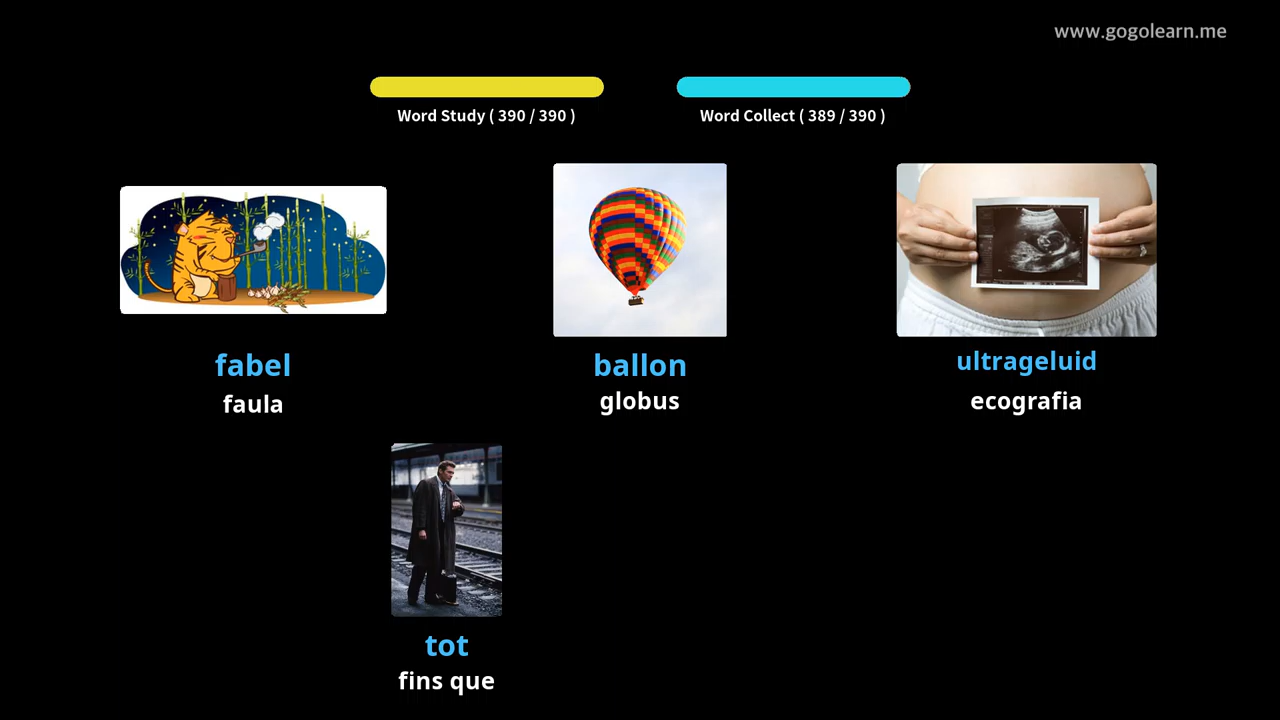 www.gogolearn.me
Word Study ( 390 / 390 )
Word Collect ( 389 / 390 )
fabel
faula
ballon
globus
ultrageluid
ecografia
tot
fins que